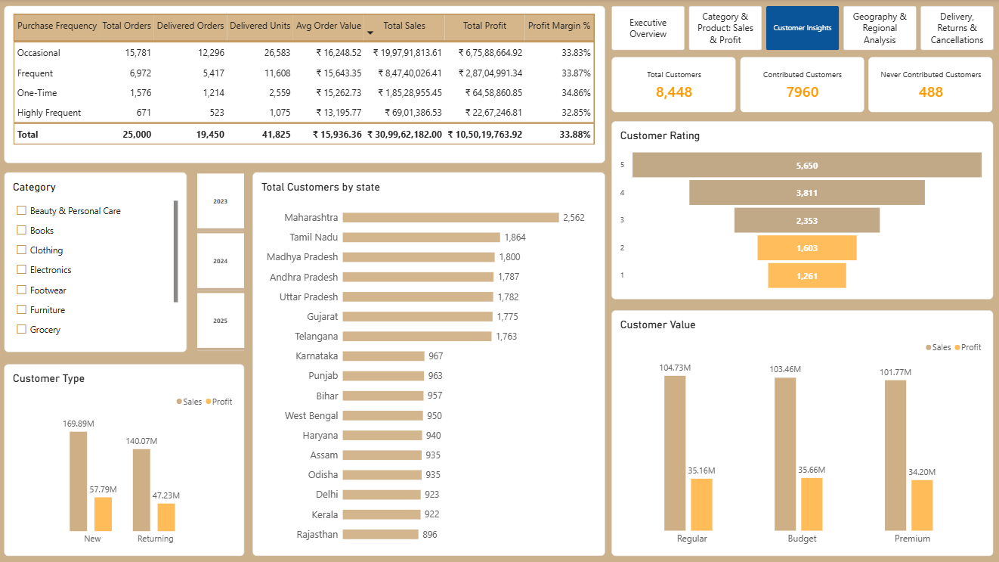 Purchase Frequency Total Orders Delivered Orders Delivered Units Avg Order Value Total Sales Total Profit Profit Margin %
Occasional 15,781 12,296 26,583 ₹ 16,248.52 ₹ 19,97,91,813.61 ₹ 6,75,88,664.92 33.83%
Frequent 6,972 5,417 11,608 ₹ 15,643.35 ₹ 8,47,40,026.41 ₹ 2,87,04,991.34 33.87%
One-Time 1,576 1,214 2,559 ₹ 15,262.73 ₹ 1,85,28,955.45 ₹ 64,58,860.85 34.86%
Highly Frequent 671 523 1,075 ₹ 13,195.77 ₹ 69,01,386.53 ₹ 22,67,246.81 32.85%
Total 25,000 19,450 41,825 ₹ 15,936.36 ₹ 30,99,62,182.00 ₹ 10,50,19,763.92 33.88%
Executive
Overview
Category &
Product: Sales
& Profit
Customer Insights
Geography &
Regional
Analysis
Delivery,
Returns &
Cancellations
Total Customers
8,448
Contributed Customers
7960
Never Contributed Customers
488
Customer Rating
5 5,650
4 3,811
3 2,353
2 1,603
1 1,261
Category
Beauty & Personal Care
Books
Clothing
Electronics
Footwear
Furniture
Grocery
2023
2024
2025
Total Customers by state
Maharashtra 2,562
Tamil Nadu 1,864
Madhya Pradesh 1,800
Andhra Pradesh 1,787
Uttar Pradesh 1,782
Gujarat 1,775
Telangana 1,763
Karnataka 967
Punjab 963
Bihar 957
West Bengal 950
Haryana 940
Assam 935
Odisha 935
Delhi 923
Kerala 922
Rajasthan 896
Customer Type
Sales Profit
169.89M
140.07M
57.79M
47.23M
New Returning
Customer Value
Sales Profit
104.73M 103.46M 101.77M
35.16M 35.66M 34.20M
Regular Budget Premium